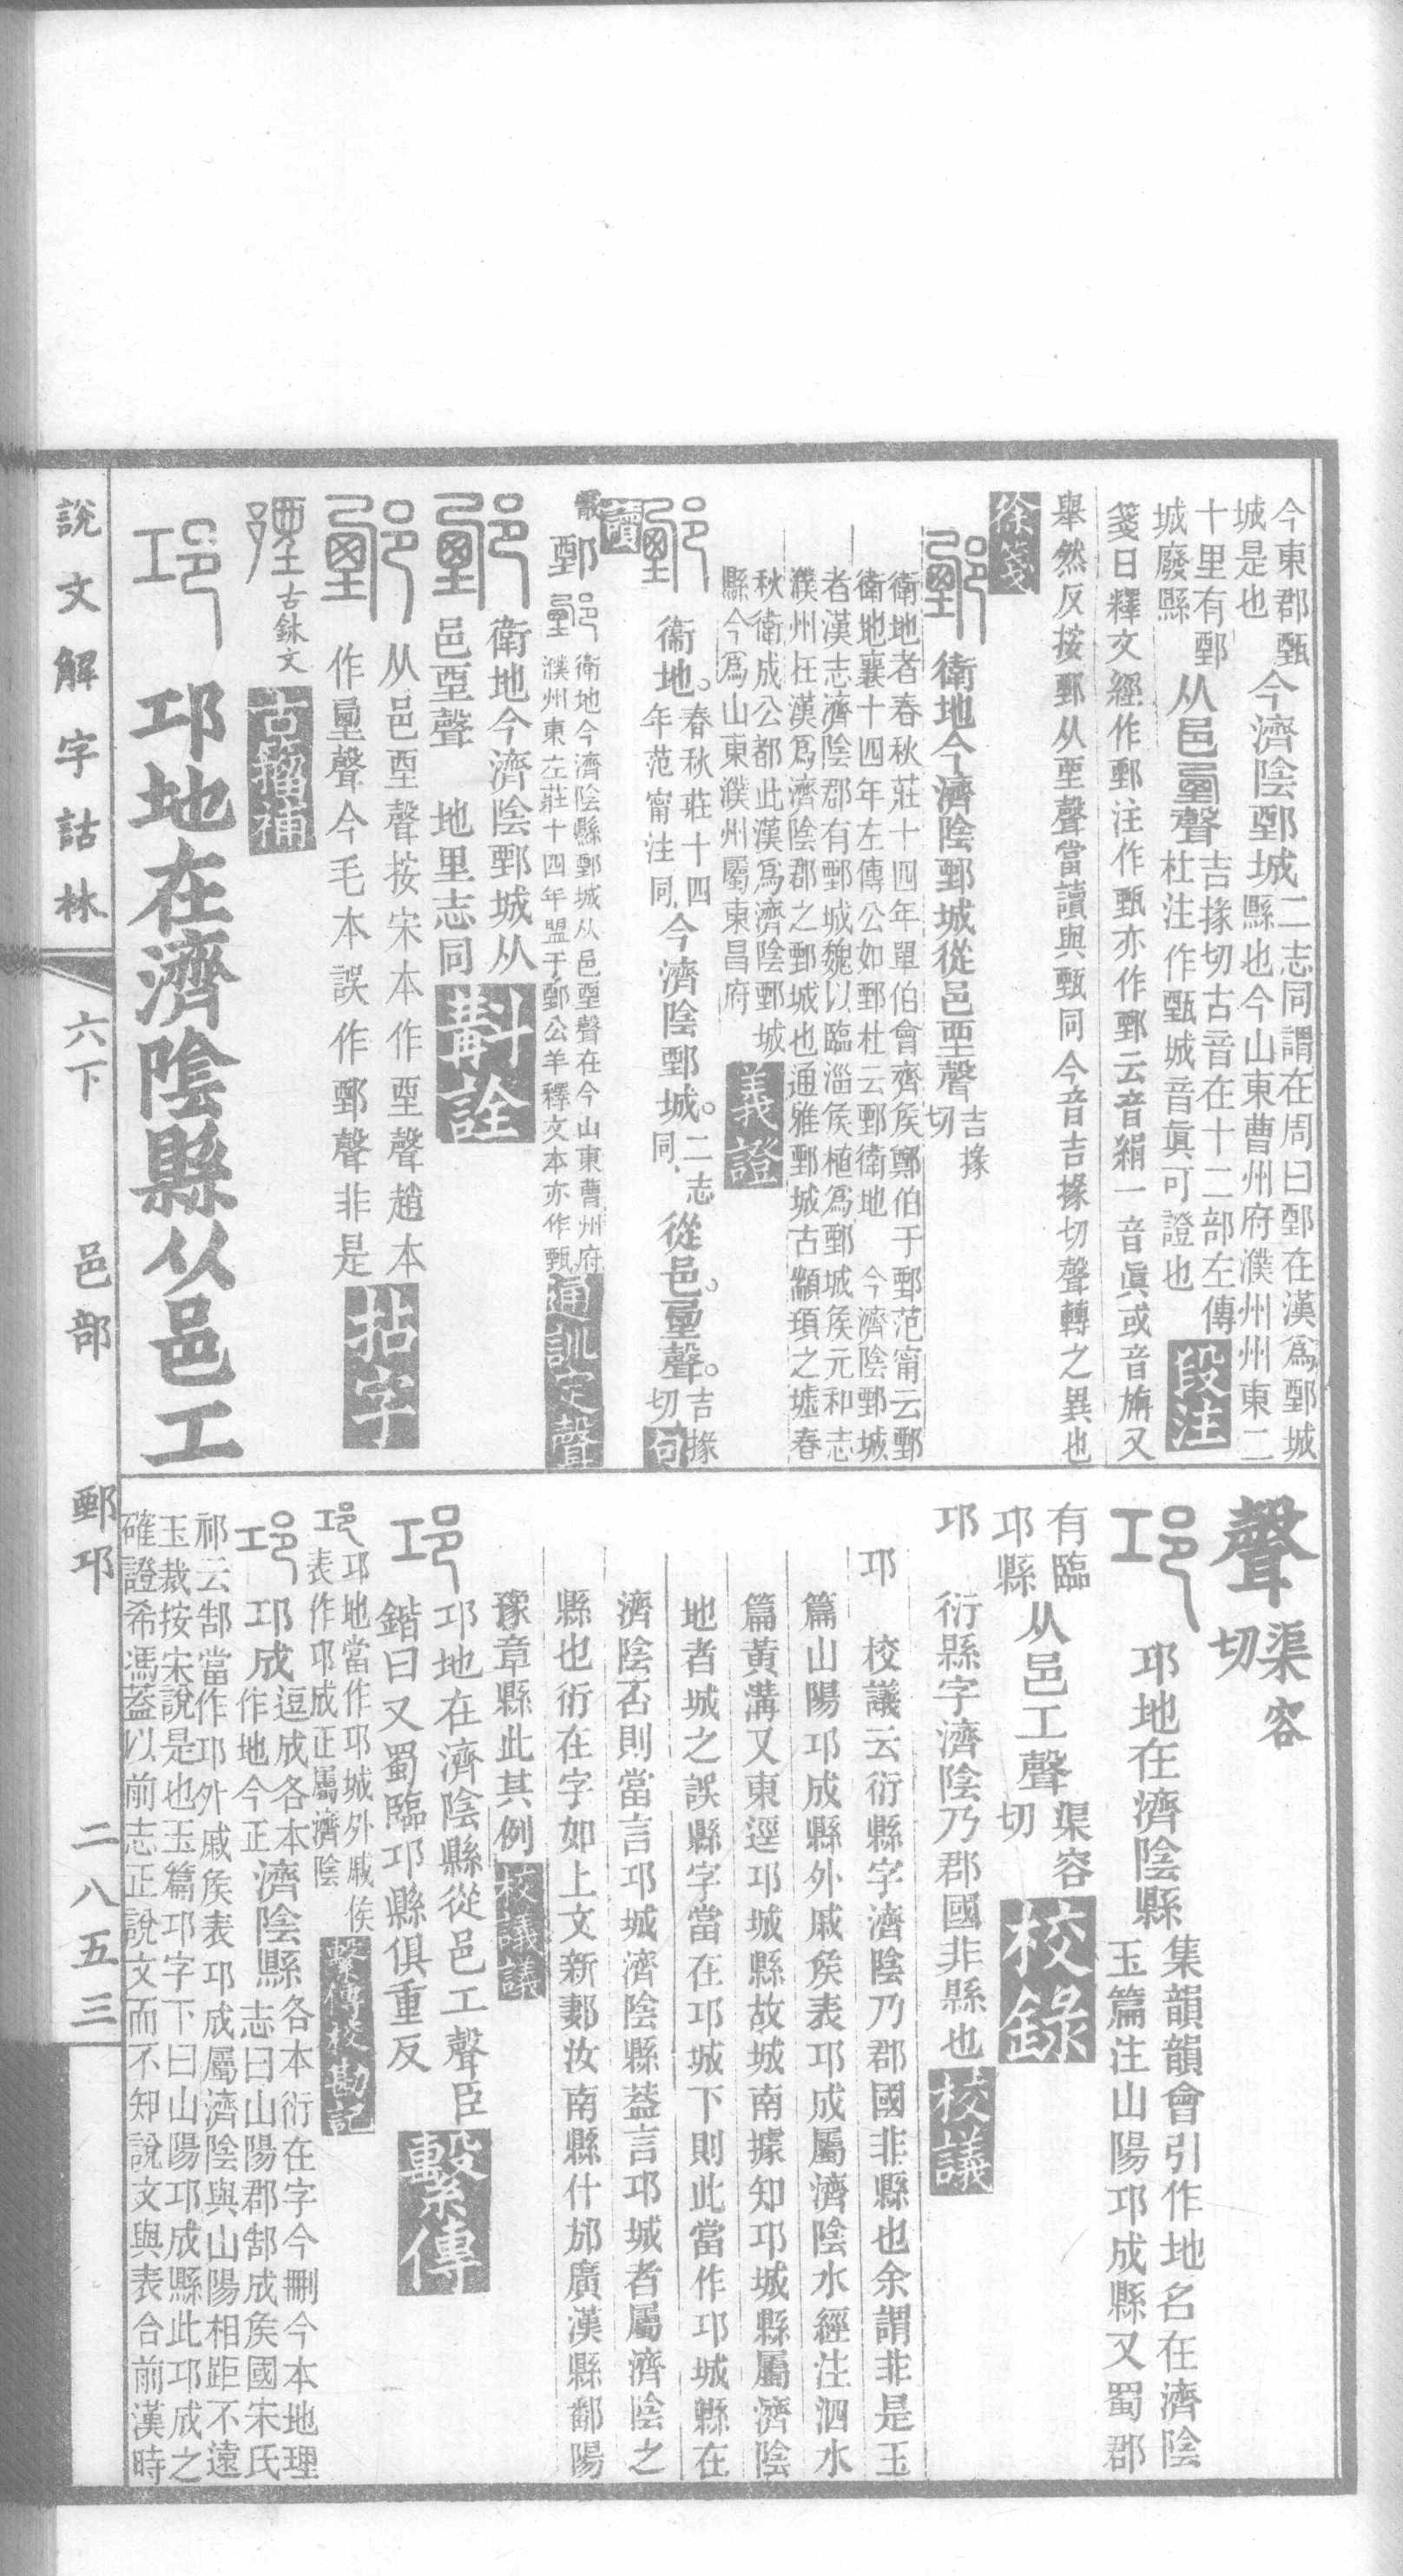 今東郡甄
城是也
今濟陰鄄城
二志同謂在周曰鄄在漢爲鄄城
縣也今山東曹州府濮州州東二
十里有鄄
城廢縣
从邑垔聲
吉掾切古音在十二部左傳
杜注作甄城音眞可證也
段注
箋曰釋文經作鄄注作甄亦作鄄云音絹一音眞或音旃又
舉然反按鄄从垔聲當讀與甄同今音吉掾切聲轉之異也
徐箋
衞地今濟陰鄄城從邑垔聲
吉掾
切
衞地者春秋莊十四年單伯會齊矦鄭伯于鄄范甯云鄄
衞地襄十四年左傳公如鄄杜云鄄衞地 今濟陰鄄城
者漢志濟陰郡有鄄城魏以臨淄矦植爲鄄城矦元和志
濮州在漢爲濟陰郡之鄄城也通雅鄄城古顓頊之墟春
秋衞成公都此漢爲濟陰鄄城
縣今爲山東濮州屬東昌府
義證
衞地。
春秋莊十四
年范甯注同、
今濟陰鄄城。
二志
同、
從邑。垔聲。
吉掾
切
句
讀
鄄
衞地今濟陰縣鄄城从邑垔聲在今山東曹州府
濮州東左莊十四年盟于鄄公羊釋文本亦作甄
通訓定聲
衞地今濟陰鄄城从
邑垔聲 地里志同
斠詮
从邑垔聲按宋本作垔聲趙本
作垔聲今毛本誤作鄄聲非是
拈字
古鉥文
古籀補
邛地在濟陰縣从邑工
聲
渠容
切
邛地在濟陰縣
集韻韻會引作地名在濟陰
玉篇注山陽邛成縣又蜀郡
有臨
邛縣
从邑工聲
渠容
切
校錄
邛 衍縣字濟陰乃郡國非縣也
校議
邛 校議云衍縣字濟陰乃郡國非縣也余謂非是玉
篇山陽邛成縣外戚矦表邛成屬濟陰水經注泗水
篇黃溝又東逕邛城縣故城南據知邛城縣屬濟陰
地者城之誤縣字當在邛城下則此當作邛城縣在
濟陰否則當言邛城濟陰縣葢言邛城者屬濟陰之
縣也衍在字如上文新鄸汝南縣什邡廣漢縣鄱陽
豫章縣此其例
校議議
邛地在濟陰縣從邑工聲臣
鍇曰又蜀臨邛縣俱重反
繫傳
邛地當作邛城外戚侯
表作邛成正屬濟陰
繫傳校勘記
邛成
逗成各本
作地今正
濟陰縣
各本衍在字今刪今本地理
志曰山陽郡郜成矦國宋氏
祁云郜當作邛外戚矦表邛成屬濟陰與山陽相距不遠
玉裁按宋說是也玉篇邛字下曰山陽邛成縣此邛成之
確證希馮葢以前志正說文而不知說文與表合前漢時
說文解字詁林
六下
邑部
鄄邛
二八五三